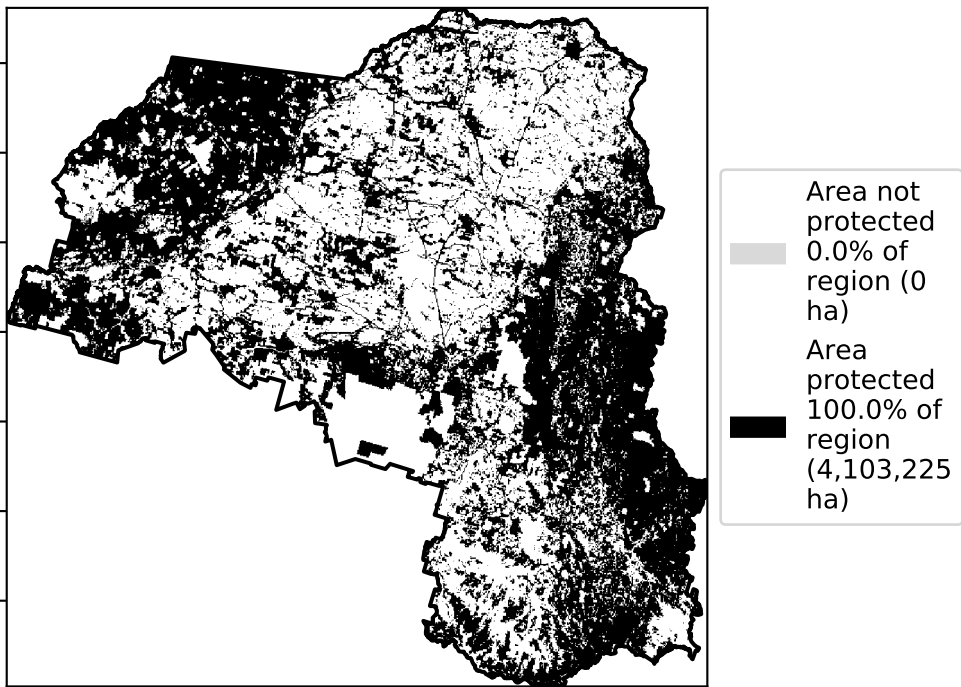 Area not
protected
0.0% of
region (0
ha)
Area
protected
100.0% of
region
(4,103,225
ha)